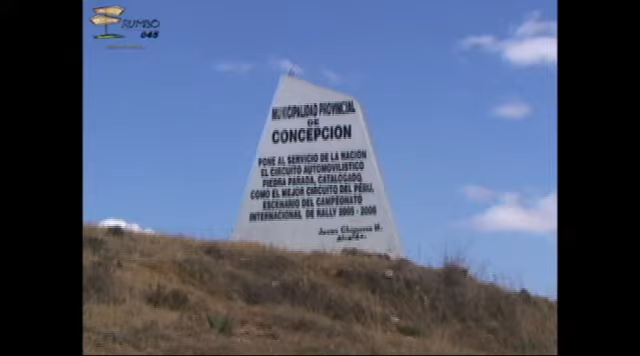 RUMBO
045
MUNICIPALIDAD PROVINCIAL
DE
CONCEPCION
PONE AL SERVICIO DE LA NACION
EL CIRCUITO AUTOMOVILISTICO
PIEDRA PARADA, CATALOGADO
COMO EL MEJOR CIRCUITO DEL PERU,
ESCENARIO DEL CAMPEONATO
INTERNACIONAL DE RALLY 2005 - 2006
Alcalde.